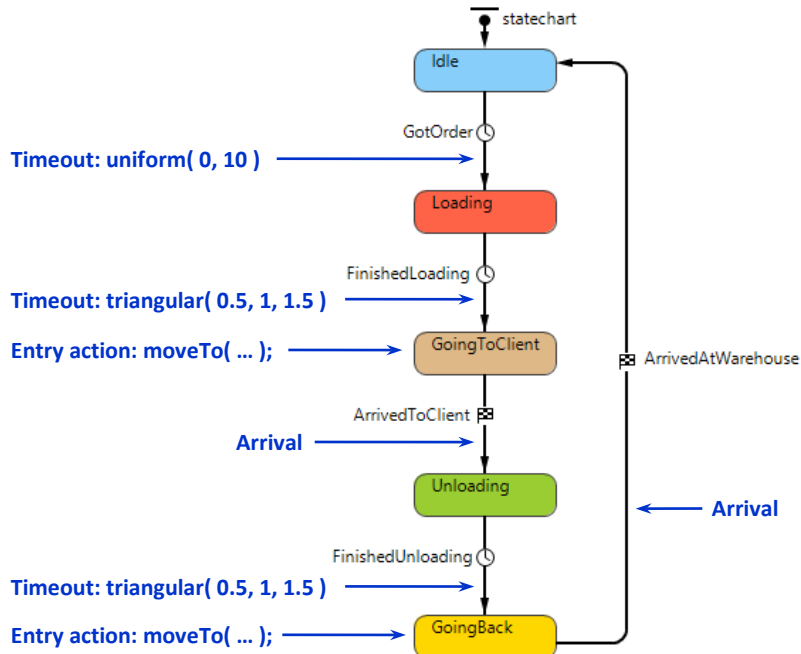 statechart
Idle
GotOrder
Timeout: uniform( 0, 10 )
Loading
FinishedLoading
Timeout: triangular( 0.5, 1, 1.5 )
Entry action: moveTo( … );
GoingToClient
ArrivedAtWarehouse
ArrivedToClient
Arrival
Unloading
Arrival
FinishedUnloading
Timeout: triangular( 0.5, 1, 1.5 )
Entry action: moveTo( … );
GoingBack